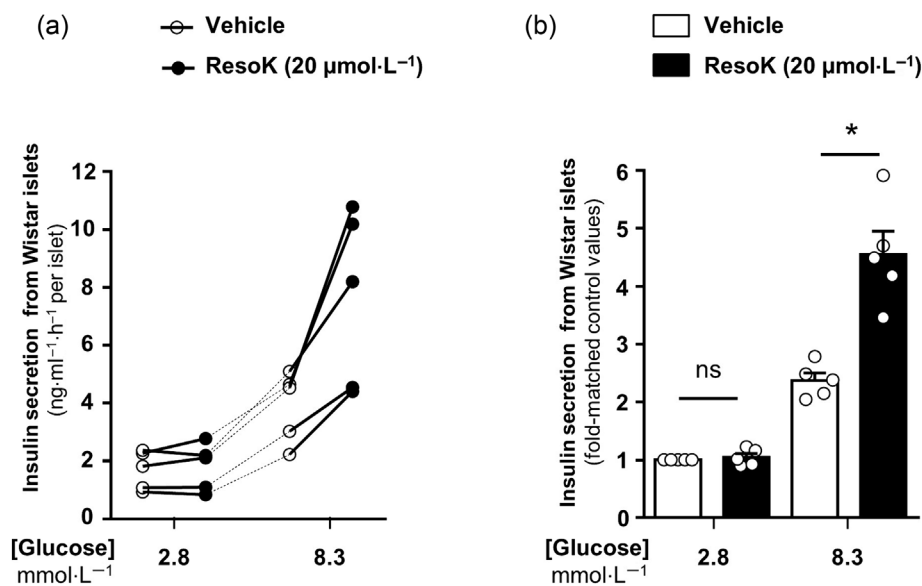 (a)
Vehicle
ResoK (20 µmol·L⁻¹)
Insulin secretion from Wistar islets
(ng·ml⁻¹·h⁻¹ per islet)
12
10
8
6
4
2
0
[Glucose]
mmol·L⁻¹
2.8
8.3
(b)
Vehicle
ResoK (20 µmol·L⁻¹)
Insulin secretion from Wistar islets
(fold-matched control values)
6
5
4
3
2
1
0
ns
*
[Glucose]
mmol·L⁻¹
2.8
8.3